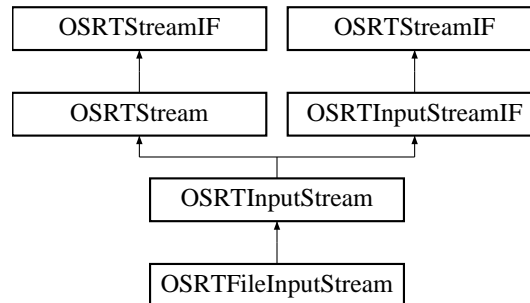 OSRTStreamIF
OSRTStreamIF
OSRTStream
OSRTInputStreamIF
OSRTInputStream
OSRTFileInputStream